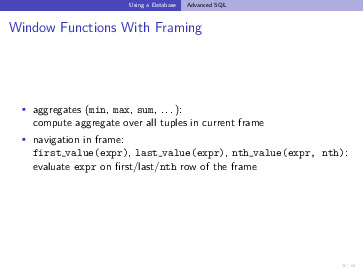 Using a Database Advanced SQL
Window Functions With Framing
aggregates (min, max, sum, ...):
compute aggregate over all tuples in current frame
navigation in frame:
first_value(expr), last_value(expr), nth_value(expr, nth):
evaluate expr on first/last/nth row of the frame